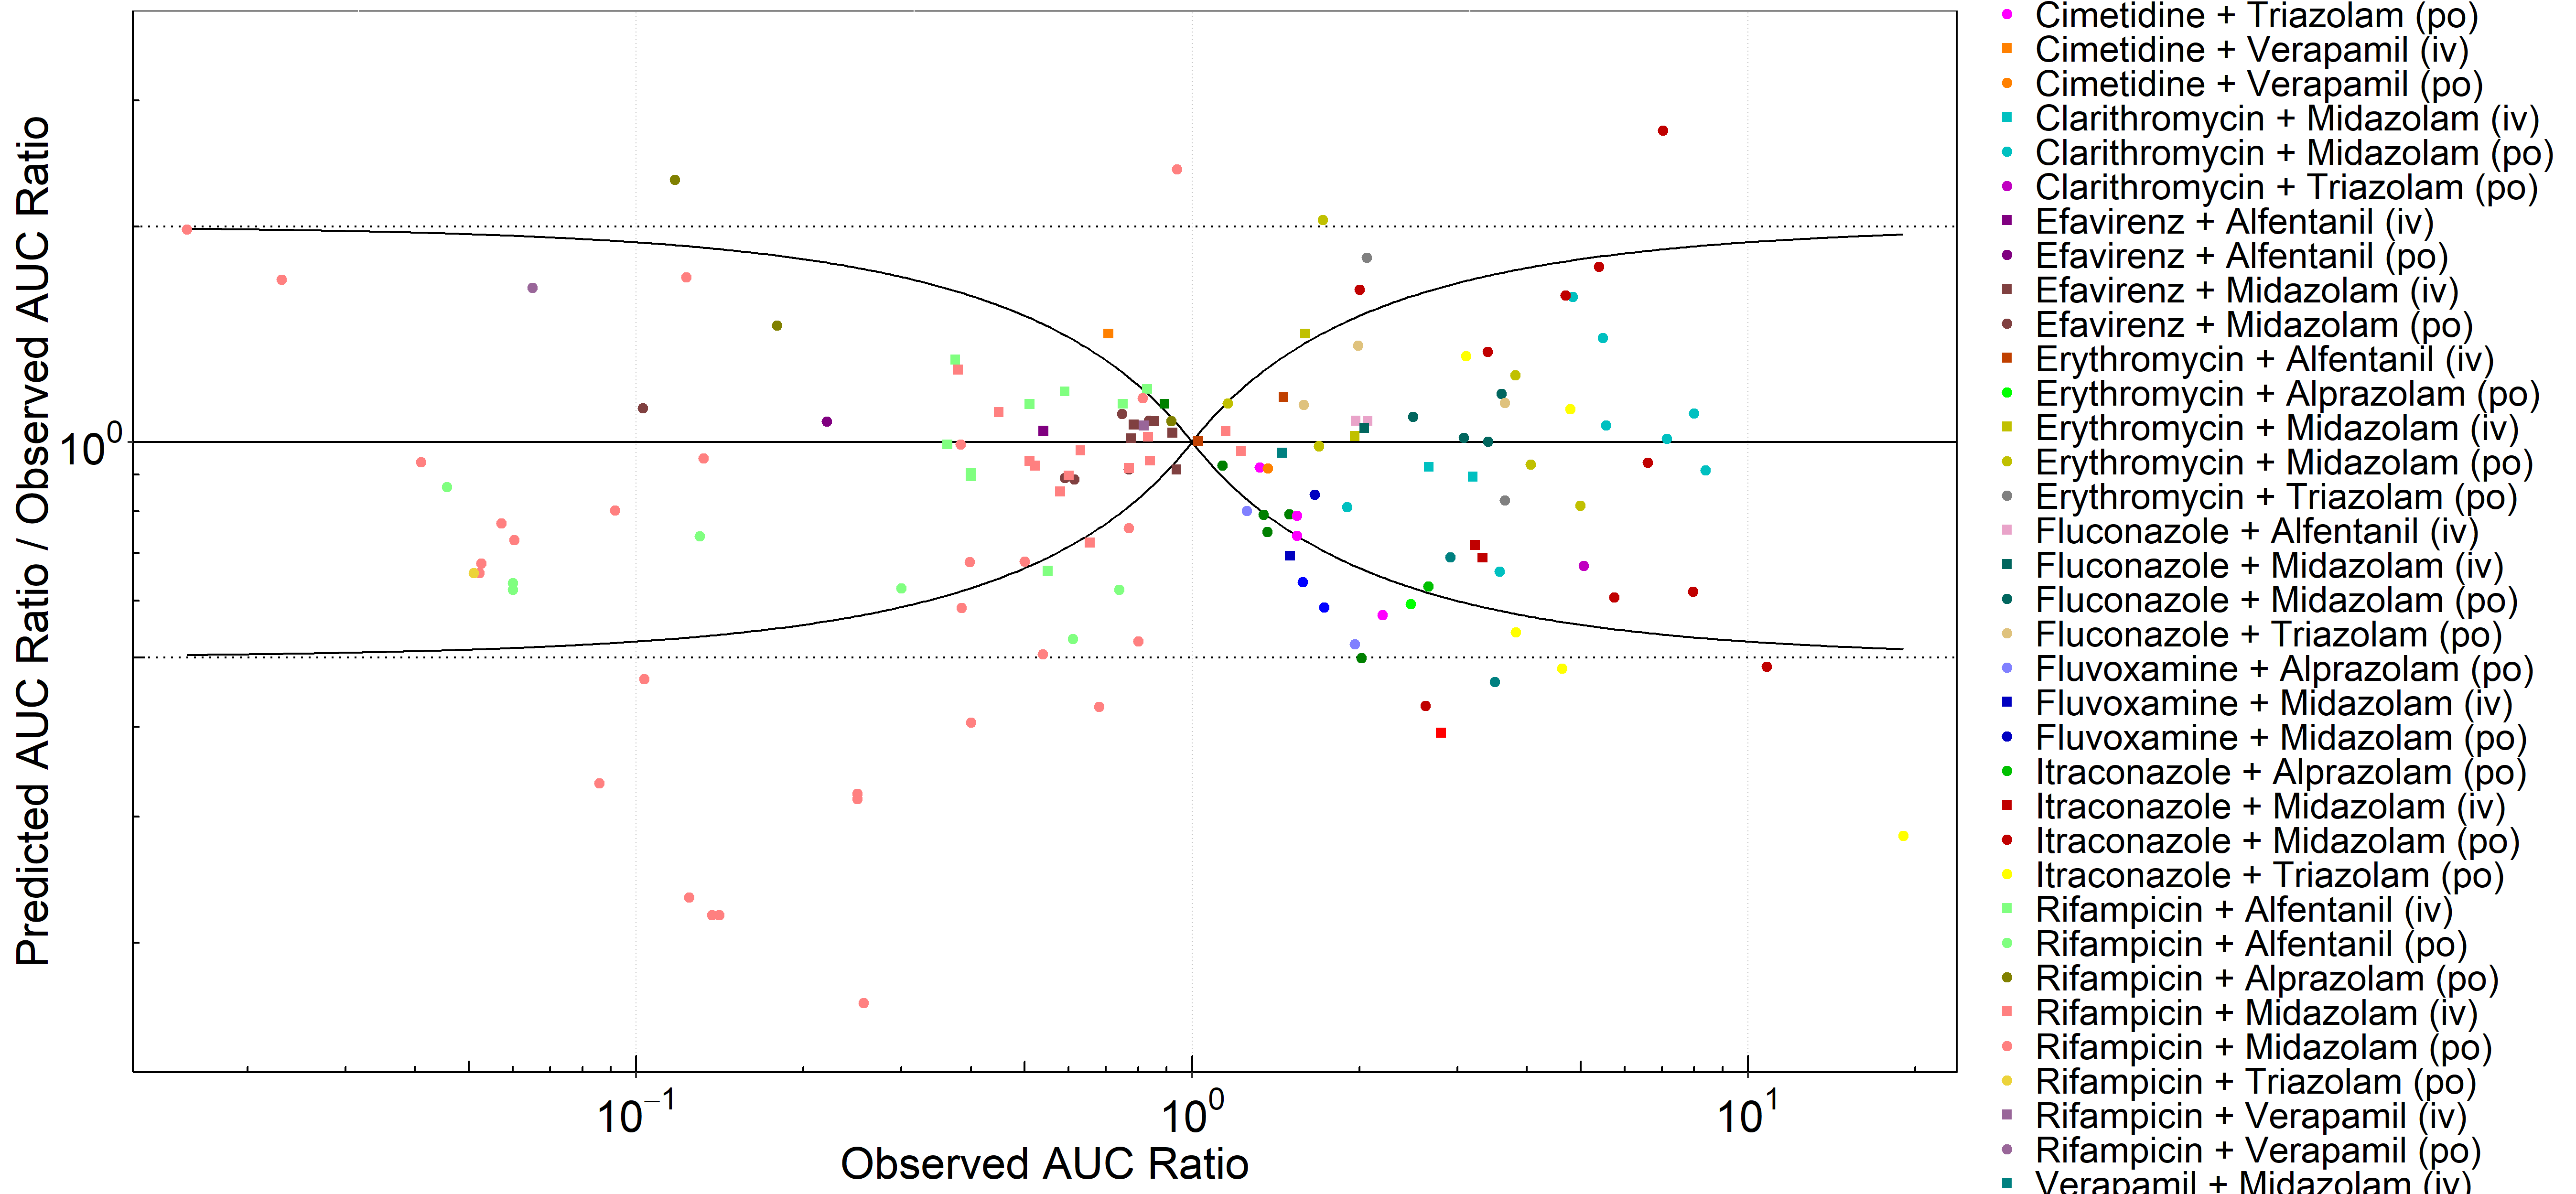 Predicted AUC Ratio / Observed AUC Ratio
10^0
10^−1
10^0
10^1
Observed AUC Ratio
Cimetidine + Triazolam (po)
Cimetidine + Verapamil (iv)
Cimetidine + Verapamil (po)
Clarithromycin + Midazolam (iv)
Clarithromycin + Midazolam (po)
Clarithromycin + Triazolam (po)
Efavirenz + Alfentanil (iv)
Efavirenz + Alfentanil (po)
Efavirenz + Midazolam (iv)
Efavirenz + Midazolam (po)
Erythromycin + Alfentanil (iv)
Erythromycin + Alprazolam (po)
Erythromycin + Midazolam (iv)
Erythromycin + Midazolam (po)
Erythromycin + Triazolam (po)
Fluconazole + Alfentanil (iv)
Fluconazole + Midazolam (iv)
Fluconazole + Midazolam (po)
Fluconazole + Triazolam (po)
Fluvoxamine + Alprazolam (po)
Fluvoxamine + Midazolam (iv)
Fluvoxamine + Midazolam (po)
Itraconazole + Alprazolam (po)
Itraconazole + Midazolam (iv)
Itraconazole + Midazolam (po)
Itraconazole + Triazolam (po)
Rifampicin + Alfentanil (iv)
Rifampicin + Alfentanil (po)
Rifampicin + Alprazolam (po)
Rifampicin + Midazolam (iv)
Rifampicin + Midazolam (po)
Rifampicin + Triazolam (po)
Rifampicin + Verapamil (iv)
Rifampicin + Verapamil (po)
Verapamil + Midazolam (iv)